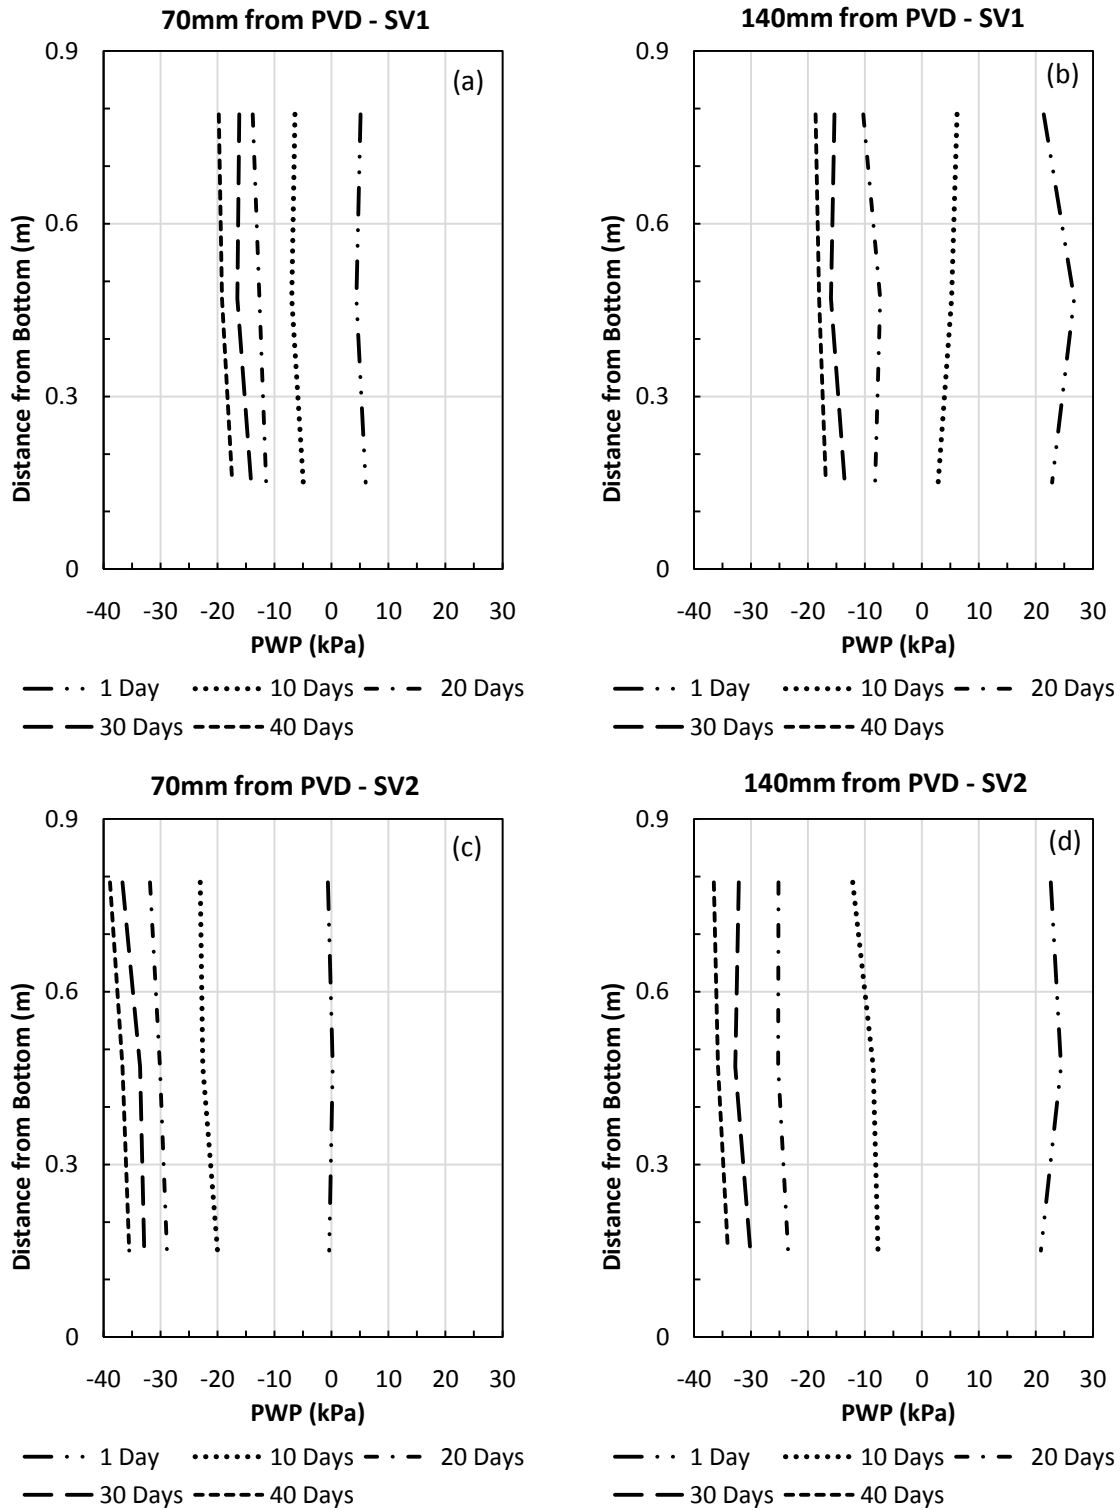 70mm from PVD - SV1
(a)
0.9
0.6
0.3
0
Distance from Bottom (m)
-40 -30 -20 -10 0 10 20 30
PWP (kPa)
1 Day 10 Days 20 Days
30 Days 40 Days
140mm from PVD - SV1
(b)
0.9
0.6
0.3
0
Distance from Bottom (m)
-40 -30 -20 -10 0 10 20 30
PWP (kPa)
1 Day 10 Days 20 Days
30 Days 40 Days
70mm from PVD - SV2
(c)
0.9
0.6
0.3
0
Distance from Bottom (m)
-40 -30 -20 -10 0 10 20 30
PWP (kPa)
1 Day 10 Days 20 Days
30 Days 40 Days
140mm from PVD - SV2
(d)
0.9
0.6
0.3
0
Distance from Bottom (m)
-40 -30 -20 -10 0 10 20 30
PWP (kPa)
1 Day 10 Days 20 Days
30 Days 40 Days